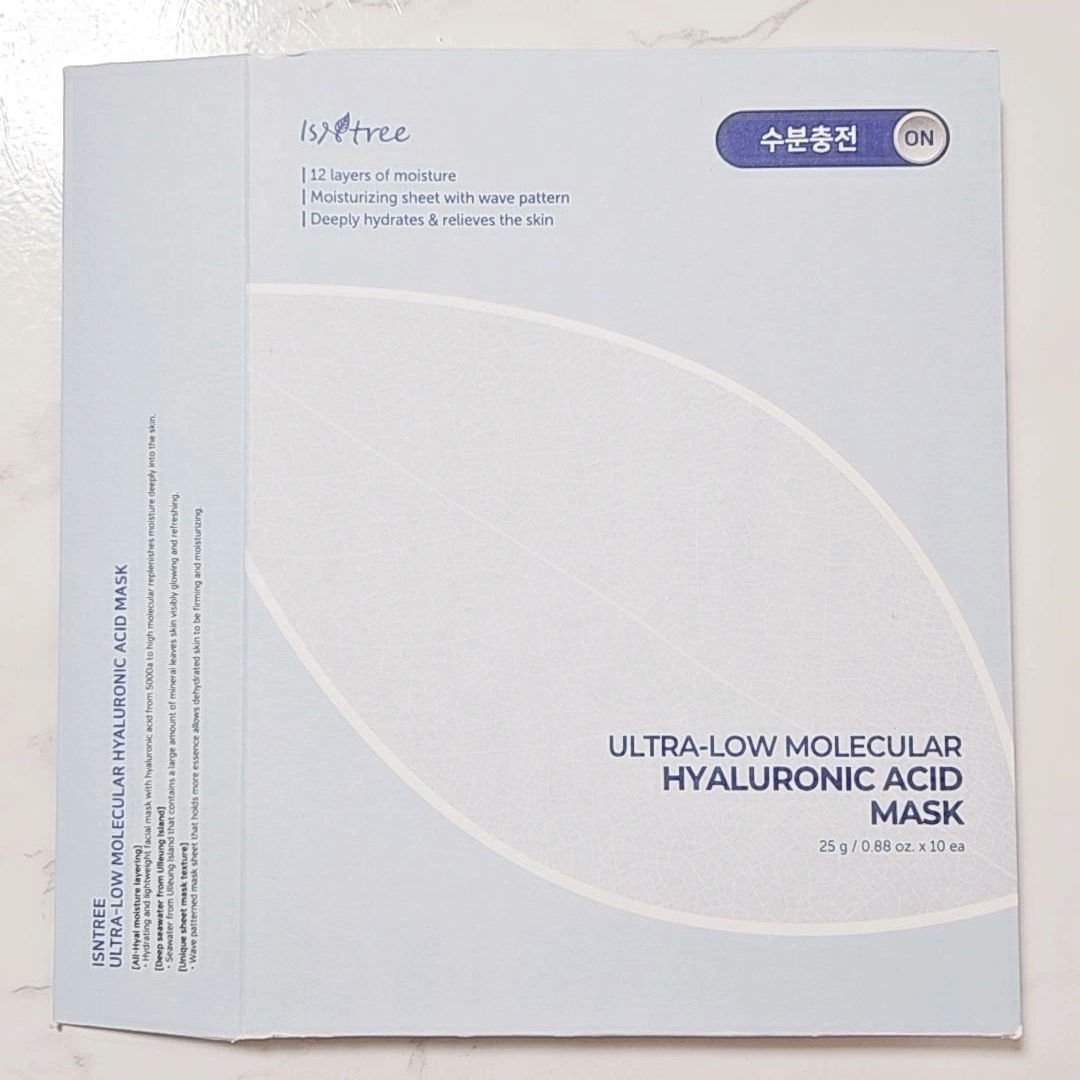 Isntree
12 layers of moisture
Moisturizing sheet with wave pattern
Deeply hydrates & relieves the skin
수분충전 ON
ULTRA-LOW MOLECULAR
HYALURONIC ACID
MASK
25 g / 0.88 oz. x 10 ea
ISNTREE
ULTRA-LOW MOLECULAR HYALURONIC ACID MASK
[All-Hyal moisture layering]
• Hydrating and lightweight facial mask with hyaluronic acid from 500Da to high molecular replenishes moisture deeply into the skin.
[Deep seawater from Ulleung Island]
• Seawater from Ulleung Island that contains a large amount of mineral leaves skin visibly glowing and refreshing.
[Unique sheet mask texture]
• Wave patterned mask sheet that holds more essence allows dehydrated skin to be firming and moisturizing.